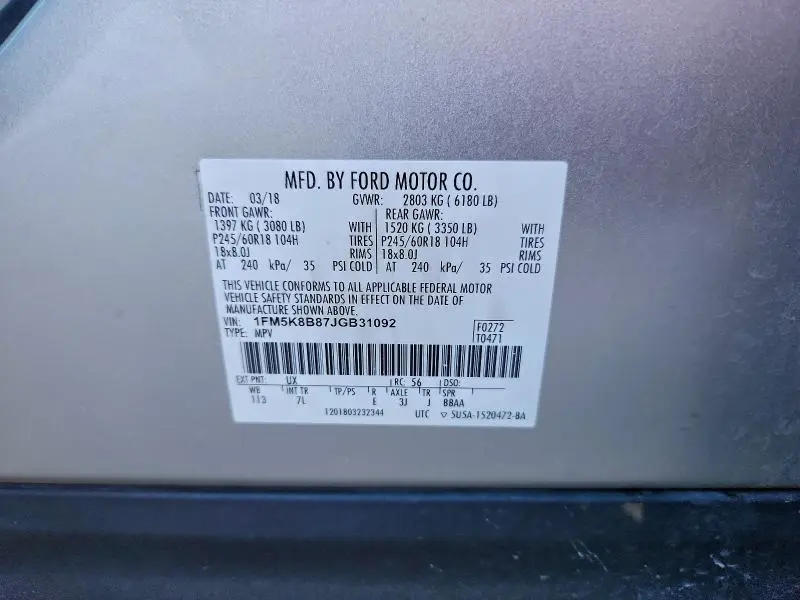 MFD. BY FORD MOTOR CO.
DATE: 03/18 GVWR: 2803 KG ( 6180 LB)
FRONT GAWR: REAR GAWR:
1397 KG ( 3080 LB) WITH 1520 KG ( 3350 LB) WITH
P245/60R18 104H TIRES P245/60R18 104H TIRES
18x8.0J RIMS 18x8.0J RIMS
AT 240 kPa/ 35 PSI COLD AT 240 kPa/ 35 PSI COLD
THIS VEHICLE CONFORMS TO ALL APPLICABLE FEDERAL MOTOR
VEHICLE SAFETY STANDARDS IN EFFECT ON THE DATE OF
MANUFACTURE SHOWN ABOVE.
VIN: 1FM5K8B87JGB31092 F0272
TYPE: MPV T0471
EXT PNT: UX RC: 56 DSO:
WB INT TR TP/PS R AXLE TR SPR
113 7L E 3J J BBAA
1201803232344 UTC ▽ 5USA-1520472-BA